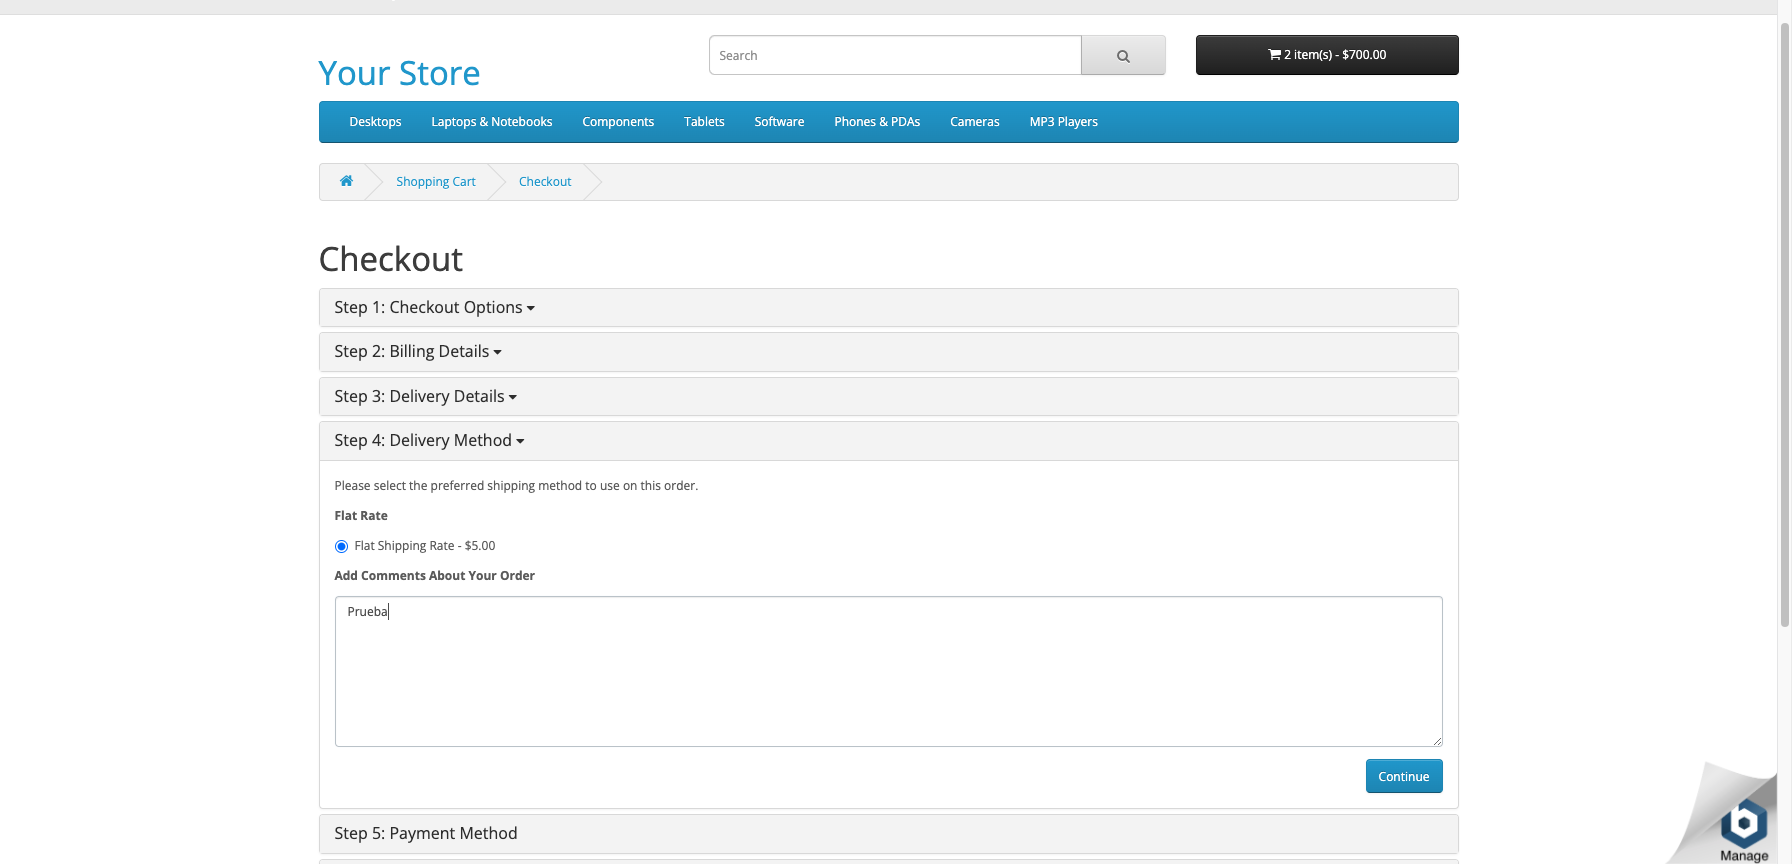 Search
2 item(s) - $700.00
Your Store
Desktops Laptops & Notebooks Components Tablets Software Phones & PDAs Cameras MP3 Players
Shopping Cart Checkout
Checkout
Step 1: Checkout Options
Step 2: Billing Details
Step 3: Delivery Details
Step 4: Delivery Method
Please select the preferred shipping method to use on this order.
Flat Rate
Flat Shipping Rate - $5.00
Add Comments About Your Order
Prueba
Continue
Step 5: Payment Method
Manage